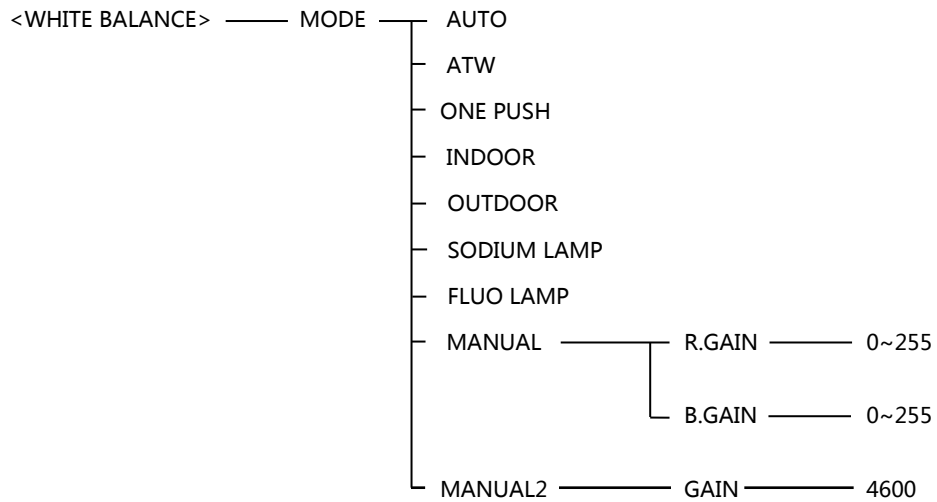 <WHITE BALANCE> MODE AUTO
ATW
ONE PUSH
INDOOR
OUTDOOR
SODIUM LAMP
FLUO LAMP
MANUAL R.GAIN 0~255
B.GAIN 0~255
MANUAL2 GAIN 4600